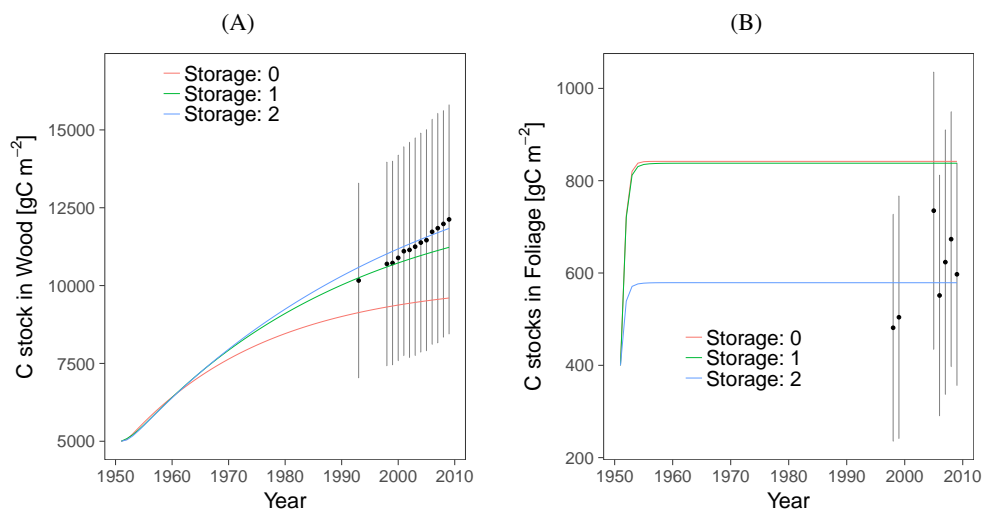 (A)
C stock in Wood [gC m−2]
15000
12500
10000
7500
5000
Storage: 0
Storage: 1
Storage: 2
1950 1960 1970 1980 1990 2000 2010
Year
(B)
C stocks in Foliage [gC m−2]
1000
800
600
400
200
Storage: 0
Storage: 1
Storage: 2
1950 1960 1970 1980 1990 2000 2010
Year